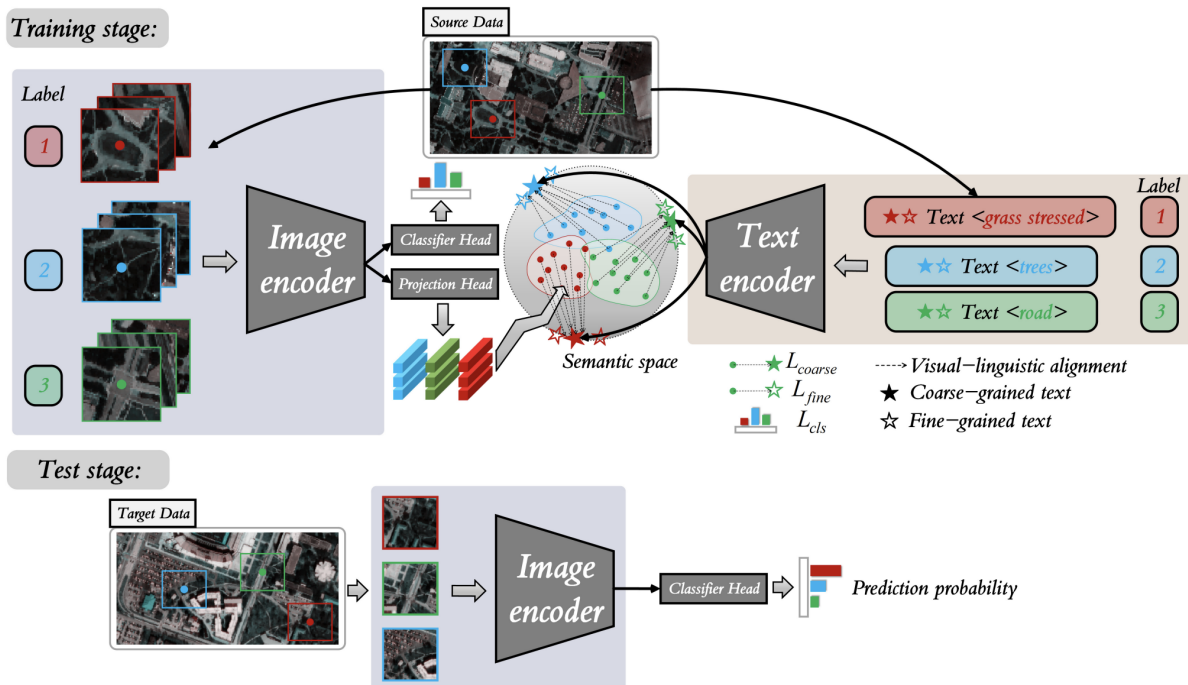 Training stage:
Source Data
Label
1
2
3
Image
encoder
Classifier Head
Projection Head
Semantic space
Text
encoder
Label
Text <grass stressed>
1
Text <trees>
2
Text <road>
3
L_coarse
L_fine
L_cls
Visual-linguistic alignment
Coarse-grained text
Fine-grained text
Test stage:
Target Data
Image
encoder
Classifier Head
Prediction probability